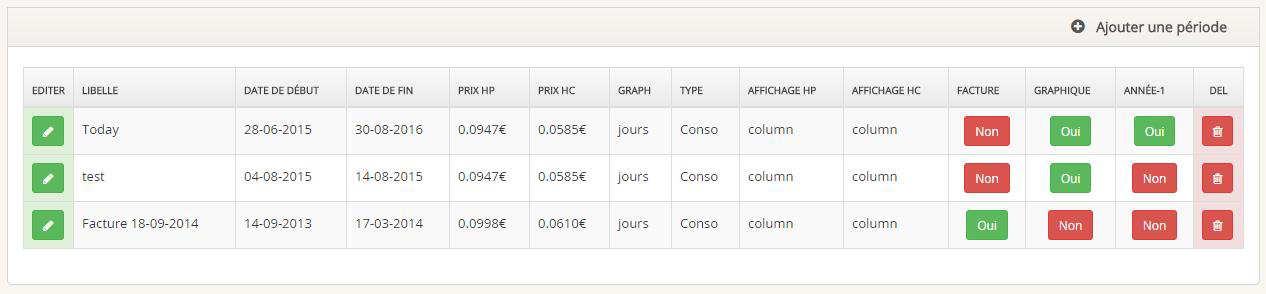 Ajouter une période
EDITER LIBELLE DATE DE DÉBUT DATE DE FIN PRIX HP PRIX HC GRAPH TYPE AFFICHAGE HP AFFICHAGE HC FACTURE GRAPHIQUE ANNÉE-1 DEL
Today 28-06-2015 30-08-2016 0.0947€ 0.0585€ jours Conso column column Non Oui Oui
test 04-08-2015 14-08-2015 0.0947€ 0.0585€ jours Conso column column Non Oui Non
Facture 18-09-2014 14-09-2013 17-03-2014 0.0998€ 0.0610€ jours Conso column column Oui Non Non